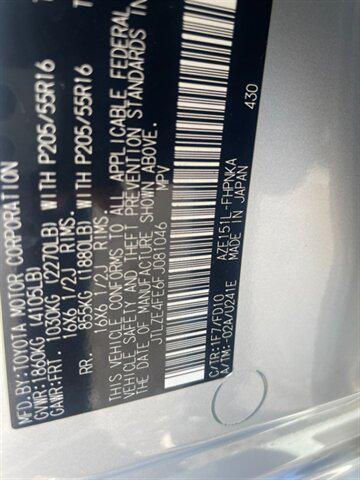 MFD.BY:TOYOTA MOTOR CORPORATION
GVWR:1860KG (4105LB)
GAWR:FRT. 1030KG (2270LB) WITH P205/55R16
16X6 1/2J RIMS.
RR. 855KG (1880LB) WITH P205/55R16
16X6 1/2J RIMS.
THIS VEHICLE CONFORMS TO ALL APPLICABLE FEDERAL
VEHICLE SAFETY AND THEFT PREVENTION STANDARDS IN
EFFECT ON THE DATE OF MANUFACTURE SHOWN ABOVE.
JTLZE4FE6FJ081046 MPV
430
C/TR:1F7/FD10 AZE151L-FHPNKA
A/TM:-02A/U241E MADE IN JAPAN